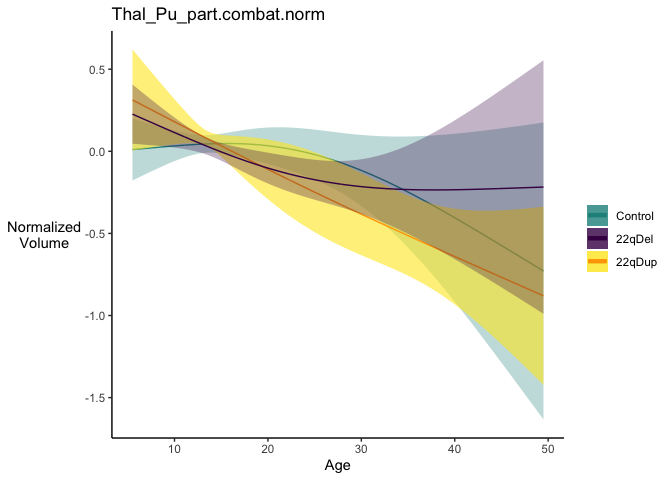 Thal_Pu_part.combat.norm
0.5
0.0
-0.5
-1.0
-1.5
Normalized
Volume
10 20 30 40 50
Age
Control
22qDel
22qDup